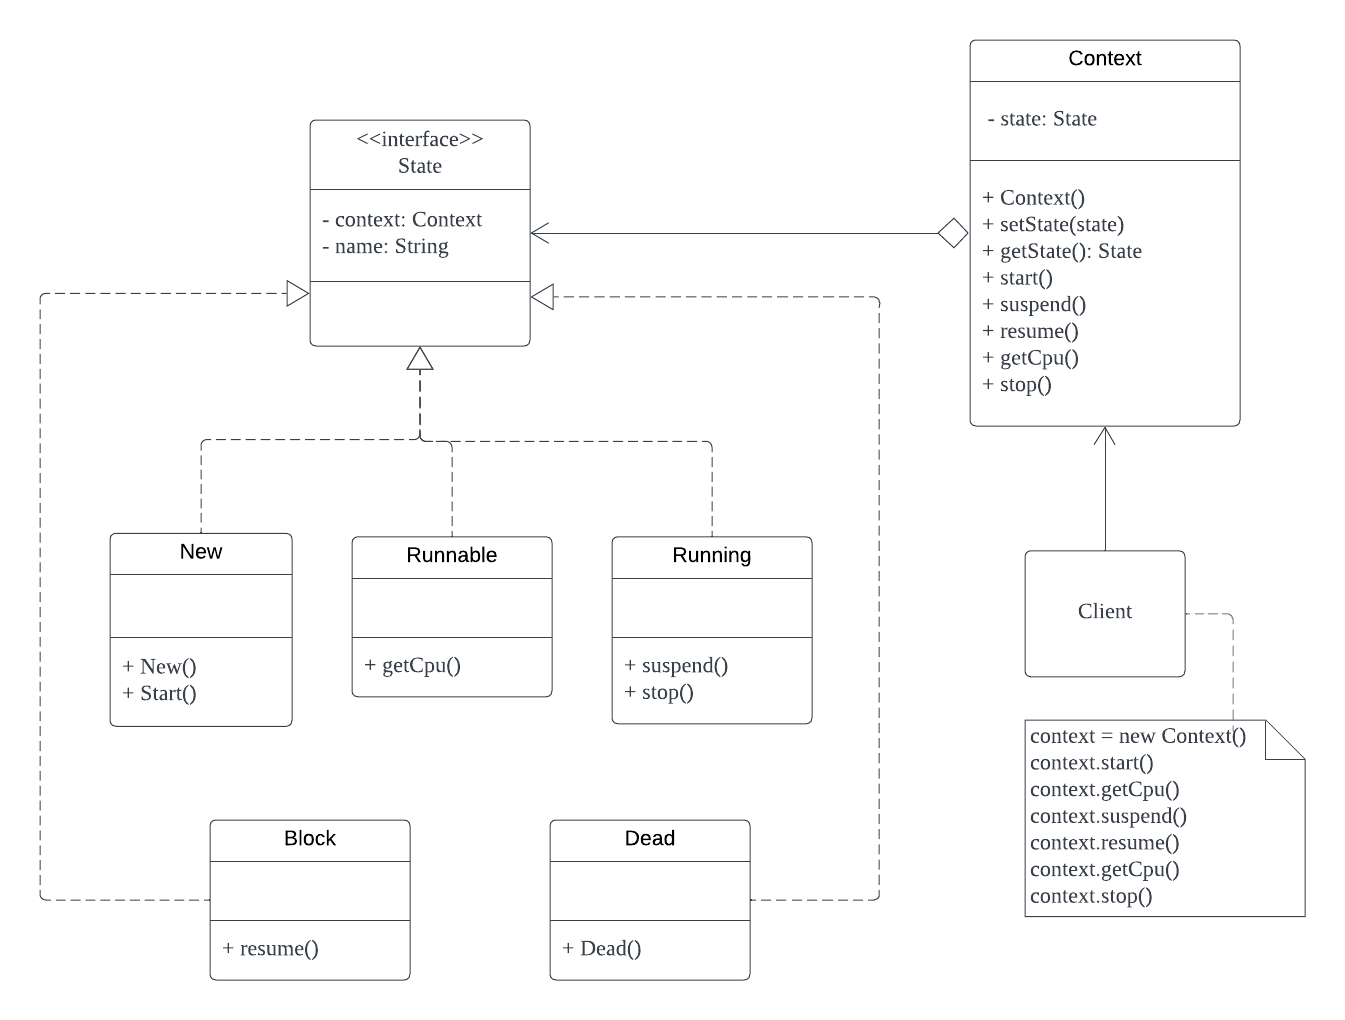 Context
- state: State
+ Context()
+ setState(state)
+ getState(): State
+ start()
+ suspend()
+ resume()
+ getCpu()
+ stop()
<<interface>>
State
- context: Context
- name: String
New
+ New()
+ Start()
Runnable
+ getCpu()
Running
+ suspend()
+ stop()
Client
context = new Context()
context.start()
context.getCpu()
context.suspend()
context.resume()
context.getCpu()
context.stop()
Block
+ resume()
Dead
+ Dead()